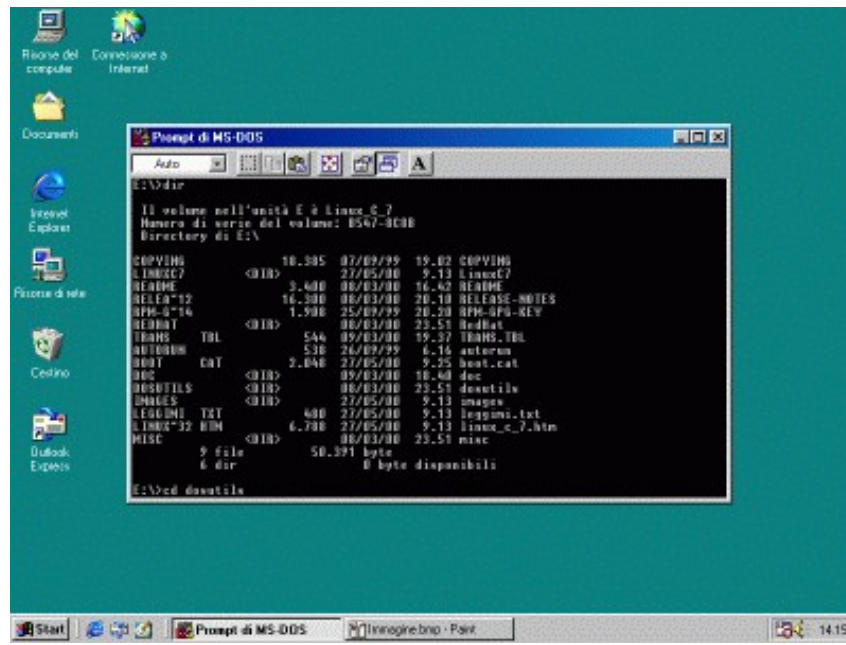 Risorse del computer
Connessione a Internet
Documenti
Internet Explorer
Risorse di rete
Cestino
Outlook Express
Prompt di MS-DOS
Auto
A
E:\>dir
Il volume nell'unità E è Linux_C_7
Numero di serie del volume:
Directory di E:\
COPYING 18.385 07/09/99 19.02 COPYING
LINUXC7 <DIR> 27/05/00 9.13 LinuxC7
README 3.400 08/03/00 16.42 README
RELEA~12 16.300 08/03/00 20.10 RELEASE-NOTES
RPM-G~14 1.908 25/09/99 20.20 RPM-GPG-KEY
REDHAT <DIR> 08/03/00 23.51 RedHat
TRANS TBL 544 09/03/00 19.37 TRANS.TBL
AUTORUN 538 26/09/99 6.16 autorun
BOOT CAT 2.048 27/05/00 9.25 boot.cat
DOC <DIR> 09/03/00 18.40 doc
DOSUTILS <DIR> 08/03/00 23.51 dosutils
IMAGES <DIR> 27/05/00 9.13 images
LEGGIMI TXT 480 27/05/00 9.13 leggimi.txt
LINUX~32 HTM 6.788 27/05/00 9.13 linux_c_7.htm
MISC <DIR> 08/03/00 23.51 misc
9 file 50.391 byte
6 dir 0 byte disponibili
E:\>cd dosutils
Start
Prompt di MS-DOS
Immagine.bmp - Paint
14.15